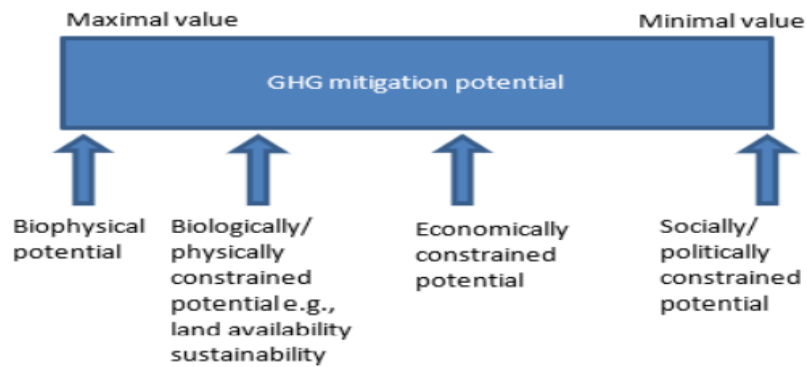 Maximal value
Minimal value
GHG mitigation potential
Biophysical
potential
Biologically/
physically
constrained
potential e.g.,
land availability
sustainability
Economically
constrained
potential
Socially/
politically
constrained
potential